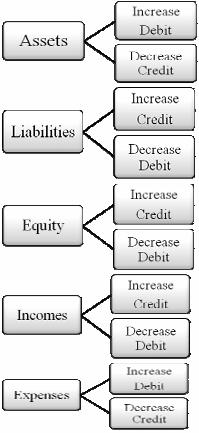 Assets
Increase
Debit
Decrease
Credit
Liabilities
Increase
Credit
Decrease
Debit
Equity
Increase
Credit
Decrease
Debit
Incomes
Increase
Credit
Decrease
Debit
Expenses
Increase
Debit
Decrease
Credit